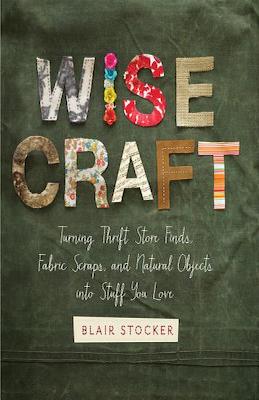 WISE
CRAFT
Turning Thrift Store Finds,
Fabric Scraps, and Natural Objects
into Stuff You Love
BLAIR STOCKER